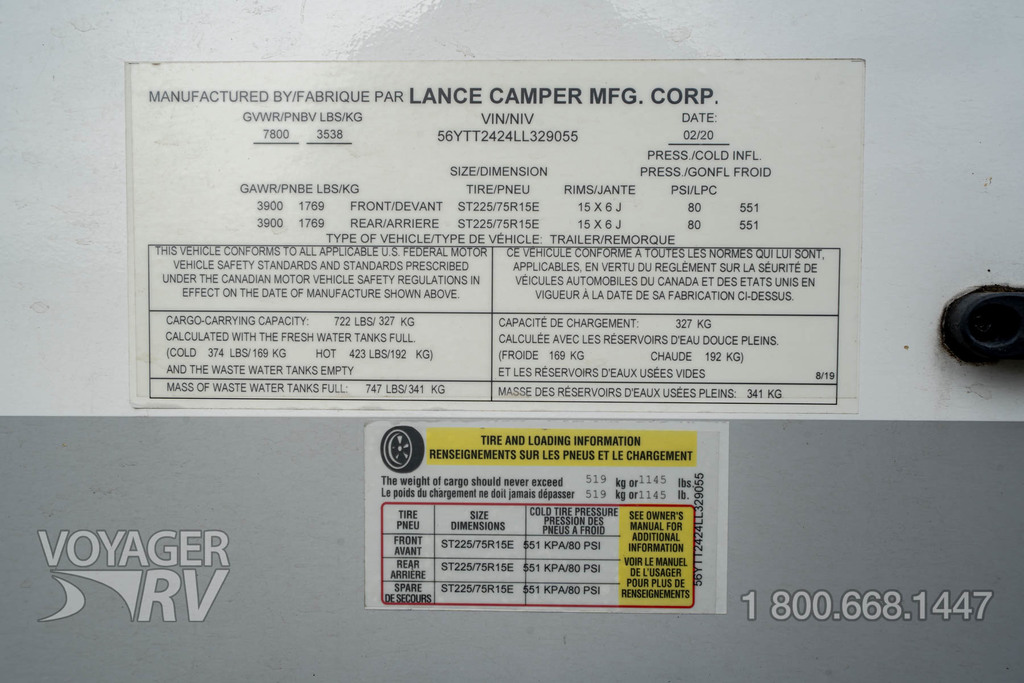 MANUFACTURED BY/FABRIQUE PAR LANCE CAMPER MFG. CORP.
GVWR/PNBV LBS/KG VIN/NIV DATE:
7800 3538 56YTT2424LL329055 02/20
PRESS./COLD INFL.
SIZE/DIMENSION PRESS./GONFL FROID
GAWR/PNBE LBS/KG TIRE/PNEU RIMS/JANTE PSI/LPC
3900 1769 FRONT/DEVANT ST225/75R15E 15 X 6 J 80 551
3900 1769 REAR/ARRIERE ST225/75R15E 15 X 6 J 80 551
TYPE OF VEHICLE/TYPE DE VÉHICLE: TRAILER/REMORQUE
THIS VEHICLE CONFORMS TO ALL APPLICABLE U.S. FEDERAL MOTOR
VEHICLE SAFETY STANDARDS AND STANDARDS PRESCRIBED
UNDER THE CANADIAN MOTOR VEHICLE SAFETY REGULATIONS IN
EFFECT ON THE DATE OF MANUFACTURE SHOWN ABOVE.
CE VÉHICULE CONFORME À TOUTES LES NORMES QUI LUI SONT,
APPLICABLES, EN VERTU DU REGLÈMENT SUR LA SÉURITÉ DE
VÉICULES AUTOMOBILES DU CANADA ET DES ETATS UNIS EN
VIGUEUR À LA DATE DE SA FABRICATION CI-DESSUS.
CARGO-CARRYING CAPACITY: 722 LBS/ 327 KG
CALCULATED WITH THE FRESH WATER TANKS FULL.
(COLD 374 LBS/169 KG HOT 423 LBS/192 KG)
AND THE WASTE WATER TANKS EMPTY
CAPACITÉ DE CHARGEMENT: 327 KG
CALCULÉE AVEC LES RÉSERVOIRS D'EAU DOUCE PLEINS.
(FROIDE 169 KG CHAUDE 192 KG)
ET LES RÉSERVOIRS D'EAUX USÉES VIDES 8/19
MASS OF WASTE WATER TANKS FULL: 747 LBS/341 KG
MASSE DES RÉSERVOIRS D'EAUX USÉES PLEINS: 341 KG
TIRE AND LOADING INFORMATION
RENSEIGNEMENTS SUR LES PNEUS ET LE CHARGEMENT
The weight of cargo should never exceed 519 kg or 1145 lbs.
Le poids du chargement ne doit jamais dépasser 519 kg or 1145 lb.
TIRE SIZE COLD TIRE PRESSURE
PNEU DIMENSIONS PRESSION DES
PNEUS A FROID
FRONT
AVANT ST225/75R15E 551 KPA/80 PSI
REAR
ARRIÈRE ST225/75R15E 551 KPA/80 PSI
SPARE
DE SECOURS ST225/75R15E 551 KPA/80 PSI
SEE OWNER'S
MANUAL FOR
ADDITIONAL
INFORMATION
VOIR LE MANUEL
DE L'USAGER
POUR PLUS DE
RENSEIGNEMENTS
56YTT2424LL329055
VOYAGER
RV
1 800.668.1447